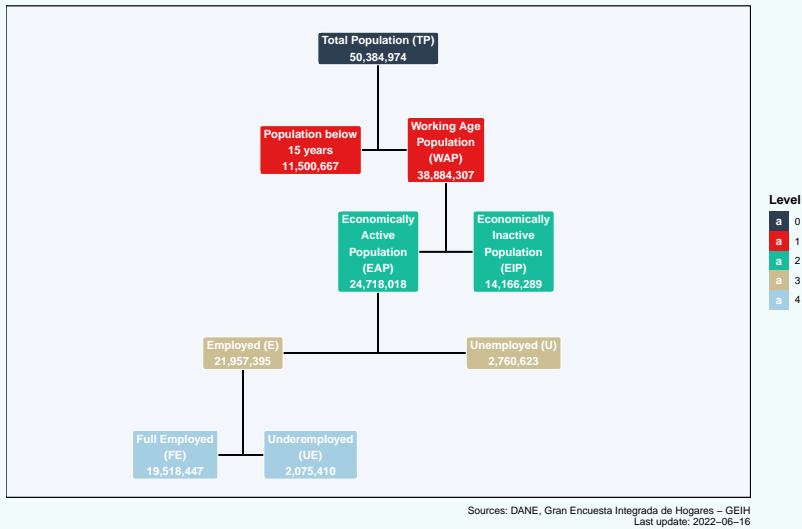 Total Population (TP)
50,384,974
Population below
15 years
11,500,667
Working Age
Population
(WAP)
38,884,307
Economically
Active
Population
(EAP)
24,718,018
Economically
Inactive
Population
(EIP)
14,166,289
Employed (E)
21,957,395
Unemployed (U)
2,760,623
Full Employed
(FE)
19,518,447
Underemployed
(UE)
2,075,410
Level
a 0
a 1
a 2
a 3
a 4
Sources: DANE, Gran Encuesta Integrada de Hogares − GEIH
Last update: 2022−06−16